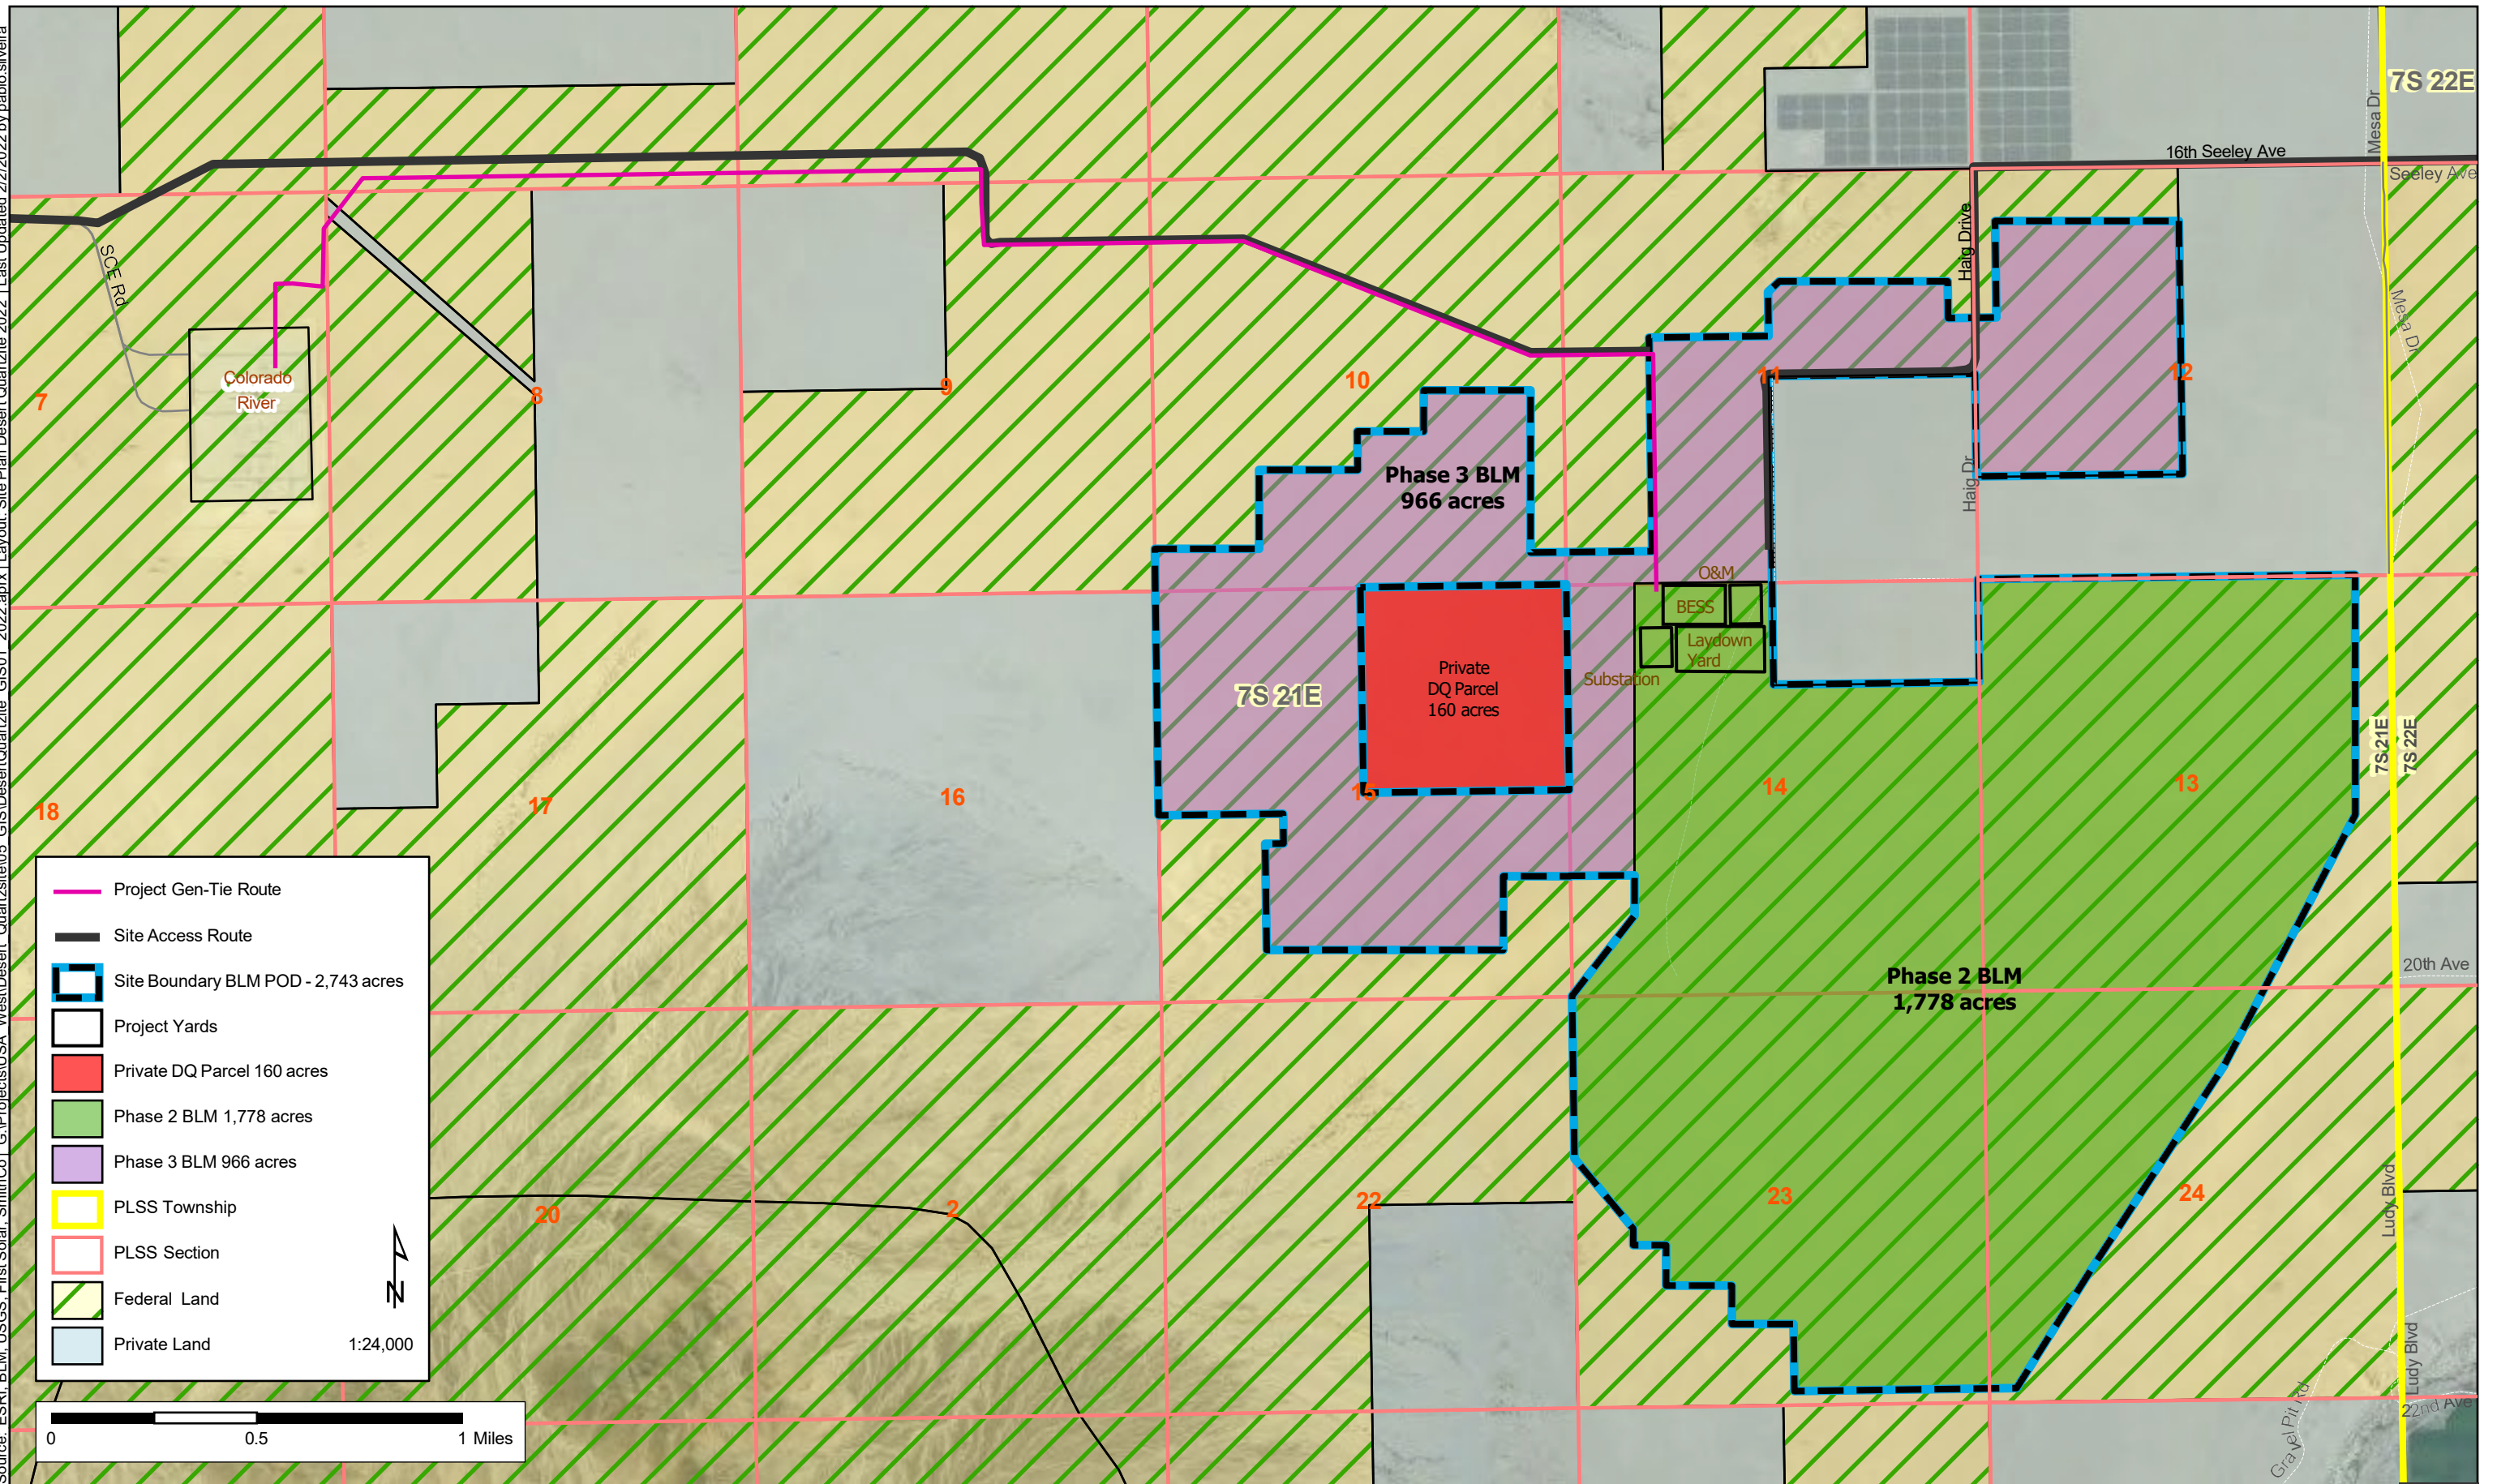 7S 22E
Mesa Dr
16th Seeley Ave
Seeley Ave
Haig Drive
SCE Rd
Mesa Dr
Colorado
River
7
8
9
10
11
12
Phase 3 BLM
966 acres
Haig Dr
O&M
BESS
Laydown
Yard
Substation
Private
DQ Parcel
160 acres
7S 21E
7S 21E
7S 22E
18
17
16
15
14
13
20th Ave
Phase 2 BLM
1,778 acres
20
2
22
23
24
Ludy Blvd
Ludy Blvd
22nd Ave
Gravel Pit Rd
Project Gen-Tie Route
Site Access Route
Site Boundary BLM POD - 2,743 acres
Project Yards
Private DQ Parcel 160 acres
Phase 2 BLM 1,778 acres
Phase 3 BLM 966 acres
PLSS Township
PLSS Section
Federal Land
Private Land
N
1:24,000
0 0.5 1 Miles